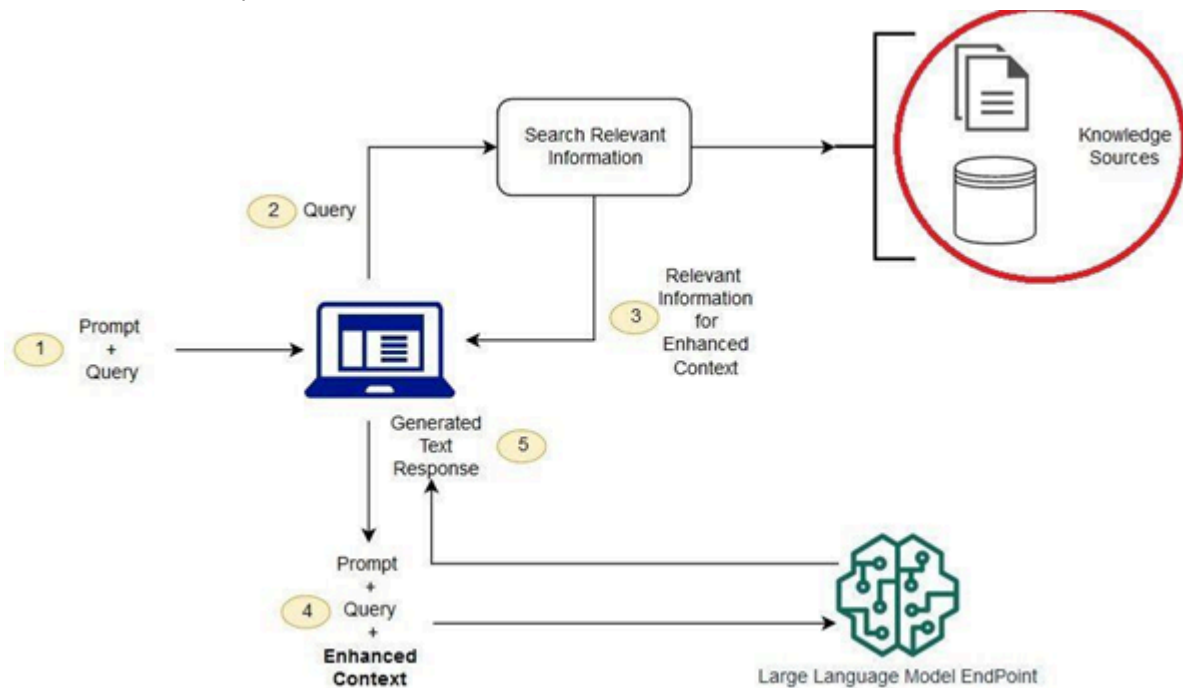 Search Relevant
Information
Knowledge
Sources
2
Query
Relevant
Information
for
Enhanced
Context
3
1
Prompt
+
Query
Generated
Text
Response
5
Prompt
+
Query
+
Enhanced
Context
4
Large Language Model EndPoint